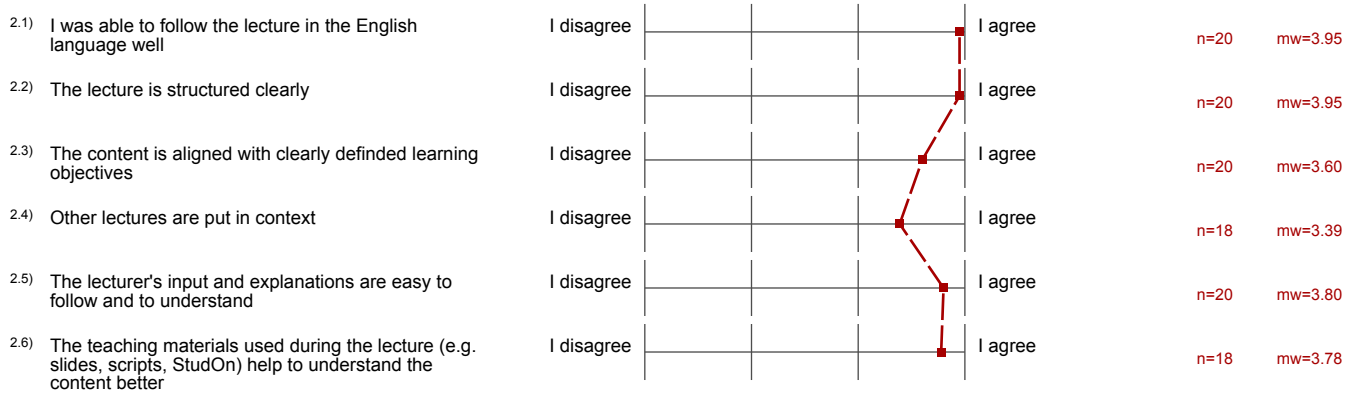 2.1) I was able to follow the lecture in the English language well I disagree I agree n=20 mw=3.95
2.2) The lecture is structured clearly I disagree I agree n=20 mw=3.95
2.3) The content is aligned with clearly definded learning objectives I disagree I agree n=20 mw=3.60
2.4) Other lectures are put in context I disagree I agree n=18 mw=3.39
2.5) The lecturer's input and explanations are easy to follow and to understand I disagree I agree n=20 mw=3.80
2.6) The teaching materials used during the lecture (e.g. slides, scripts, StudOn) help to understand the content better I disagree I agree n=18 mw=3.78